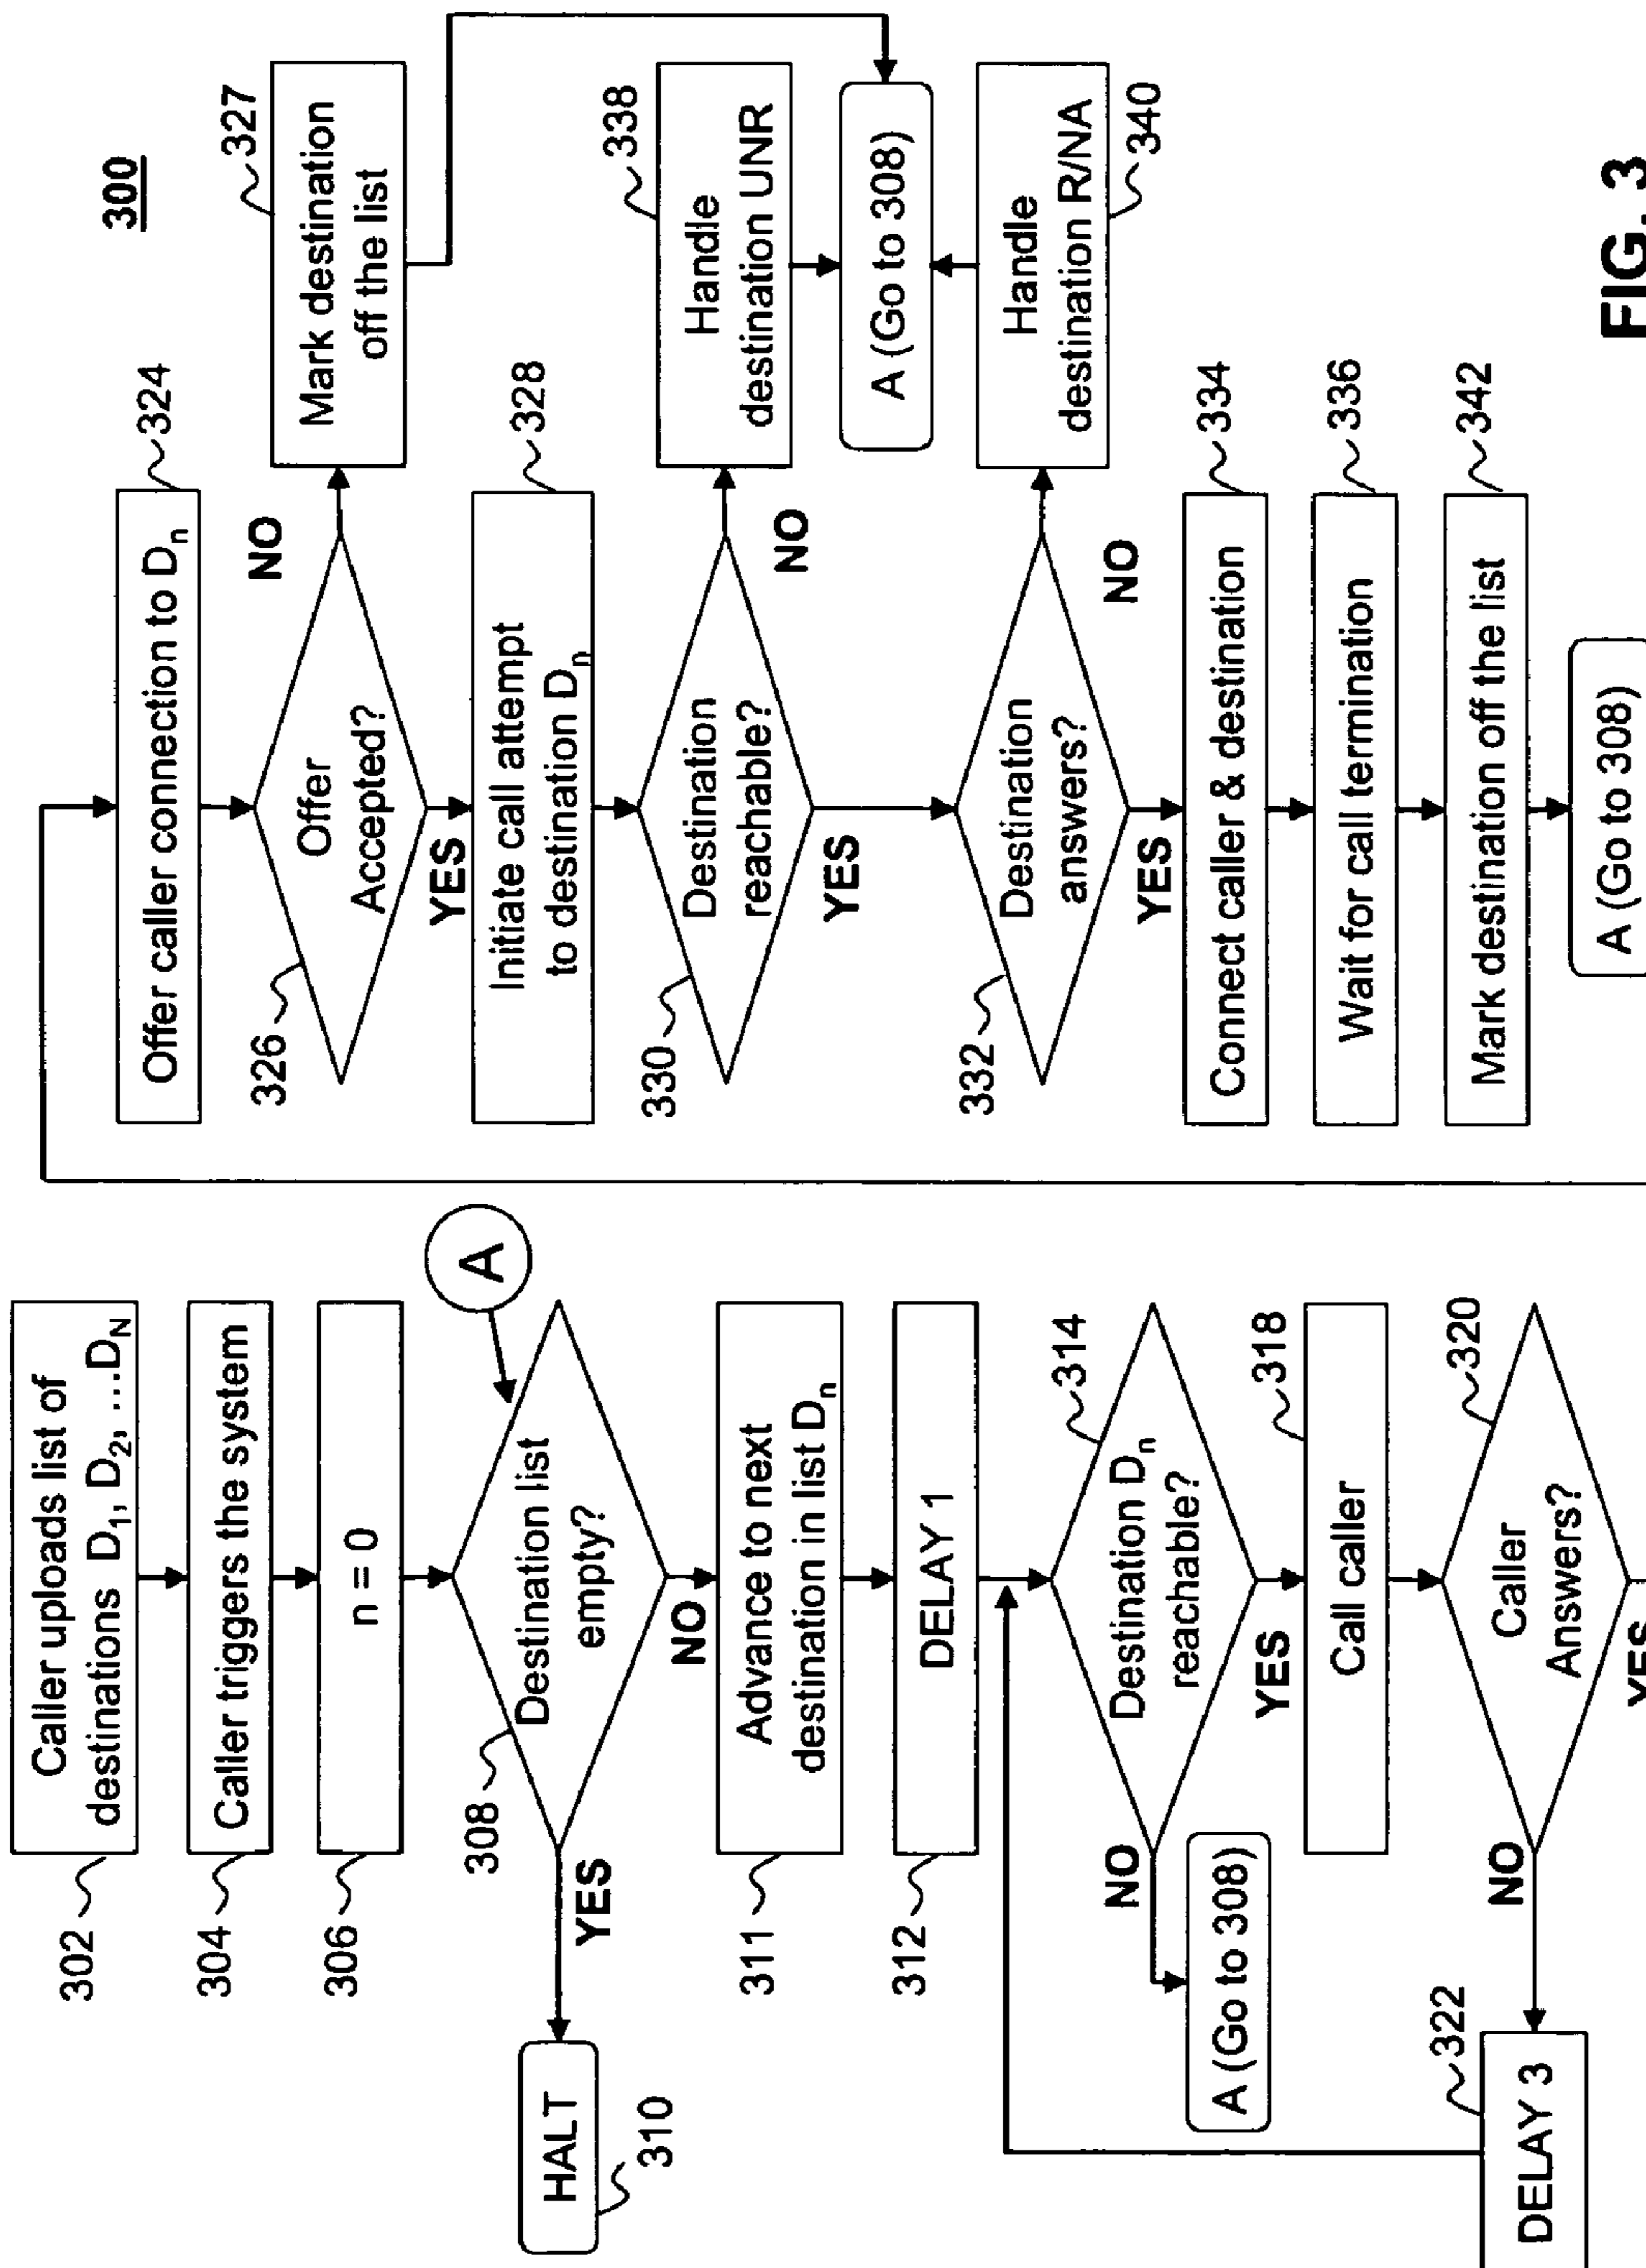 300
302
Caller uploads list of
destinations D₁, D₂, ...D_N
304
Caller triggers the system
306
n = 0
A
308
Destination list
empty?
YES
HALT
310
NO
311
Advance to next
destination in list Dₙ
312
DELAY 1
314
Destination Dₙ
reachable?
NO
A (Go to 308)
YES
318
Call caller
320
Caller
Answers?
NO
322
DELAY 3
YES
324
Offer caller connection to Dₙ
326
Offer
Accepted?
NO
327
Mark destination
off the list
YES
328
Initiate call attempt
to destination Dₙ
330
Destination
reachable?
NO
338
Handle
destination UNR
A (Go to 308)
YES
332
Destination
answers?
NO
340
Handle
destination R/NA
YES
334
Connect caller & destination
336
Wait for call termination
342
Mark destination off the list
A (Go to 308)
FIG. 3